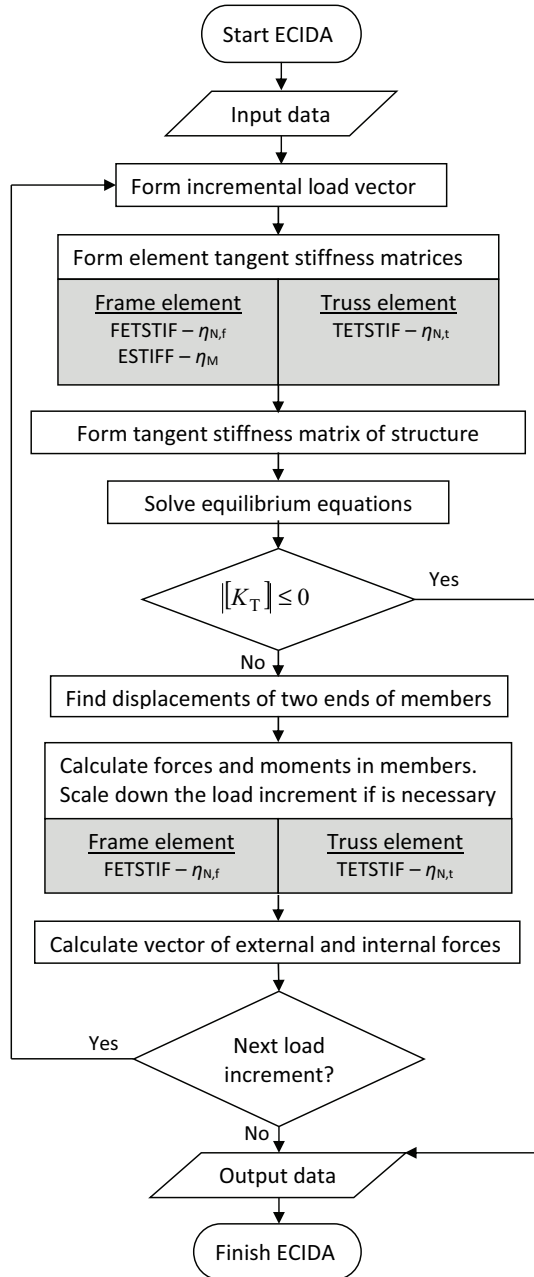 Start ECIDA
Input data
Form incremental load vector
Form element tangent stiffness matrices
Frame element
FETSTIF – ηN,f
ESTIFF – ηM
Truss element
TETSTIF – ηN,t
Form tangent stiffness matrix of structure
Solve equilibrium equations
|[KT]| ≤ 0
Yes
No
Find displacements of two ends of members
Calculate forces and moments in members.
Scale down the load increment if is necessary
Frame element
FETSTIF – ηN,f
Truss element
TETSTIF – ηN,t
Calculate vector of external and internal forces
Yes
Next load
increment?
No
Output data
Finish ECIDA